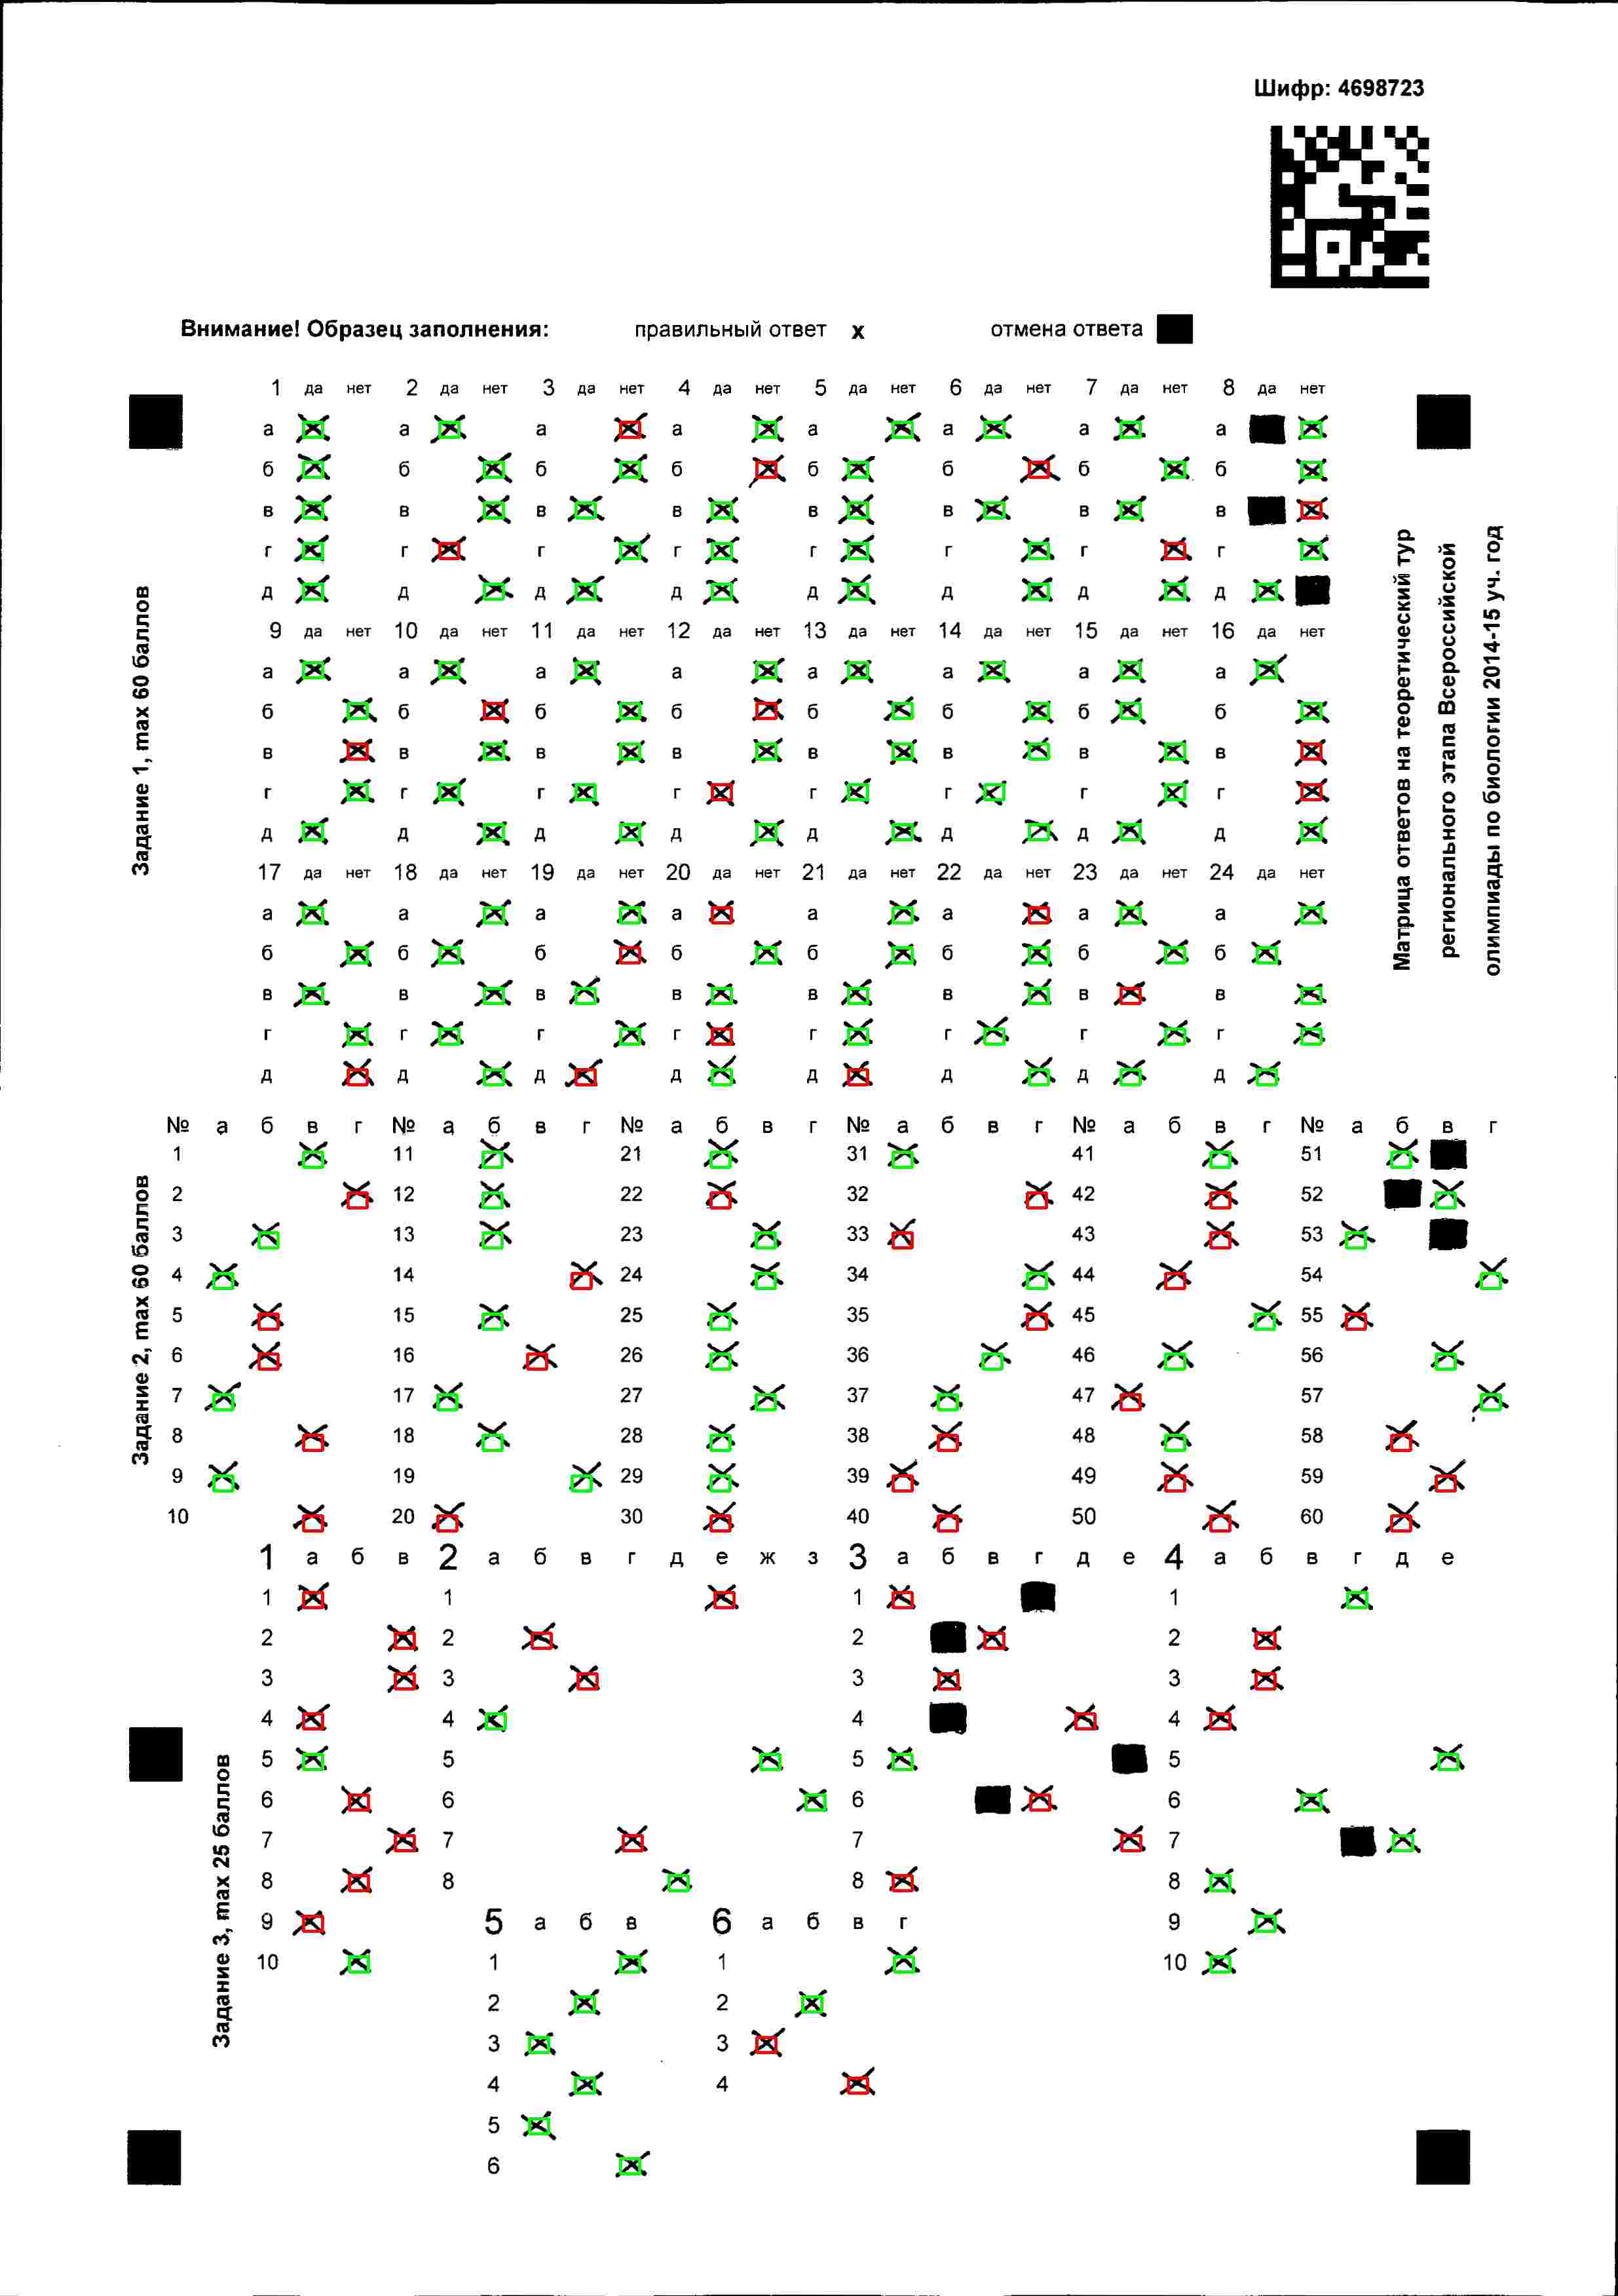 Шифр: 4698723
Внимание! Образец заполнения: правильный ответ х отмена ответа
1 да нет 2 да нет 3 да нет 4 да нет 5 да нет 6 да нет 7 да нет 8 да нет
а а а а а а а а
б б б б б б б б
в в в в в в в в
г г г г г г г г
д д д д д д д д
9 да нет 10 да нет 11 да нет 12 да нет 13 да нет 14 да нет 15 да нет 16 да нет
а а а а а а а а
б б б б б б б б
в в в в в в в в
г г г г г г г г
д д д д д д д д
17 да нет 18 да нет 19 да нет 20 да нет 21 да нет 22 да нет 23 да нет 24 да нет
а а а а а а а а
б б б б б б б б
в в в в в в в в
г г г г г г г г
д д д д д д д д
Задание 1, max 60 баллов
Матрица ответов на теоретический тур
регионального этапа Всероссийской
олимпиады по биологии 2014-15 уч. год
№ а б в г № а б в г № а б в г № а б в г № а б в г № а б в г
1 11 21 31 41 51
2 12 22 32 42 52
3 13 23 33 43 53
4 14 24 34 44 54
5 15 25 35 45 55
6 16 26 36 46 56
7 17 27 37 47 57
8 18 28 38 48 58
9 19 29 39 49 59
10 20 30 40 50 60
Задание 2, max 60 баллов
1 а б в 2 а б в г д е ж з 3 а б в г д е 4 а б в г д е
1 1 1 1
2 2 2 2
3 3 3 3
4 4 4 4
5 5 5 5
6 6 6 6
7 7 7 7
8 8 8 8
9 5 а б в 6 а б в г 9
10 1 1 10
2 2
3 3
4 4
5
6
Задание 3, max 25 баллов